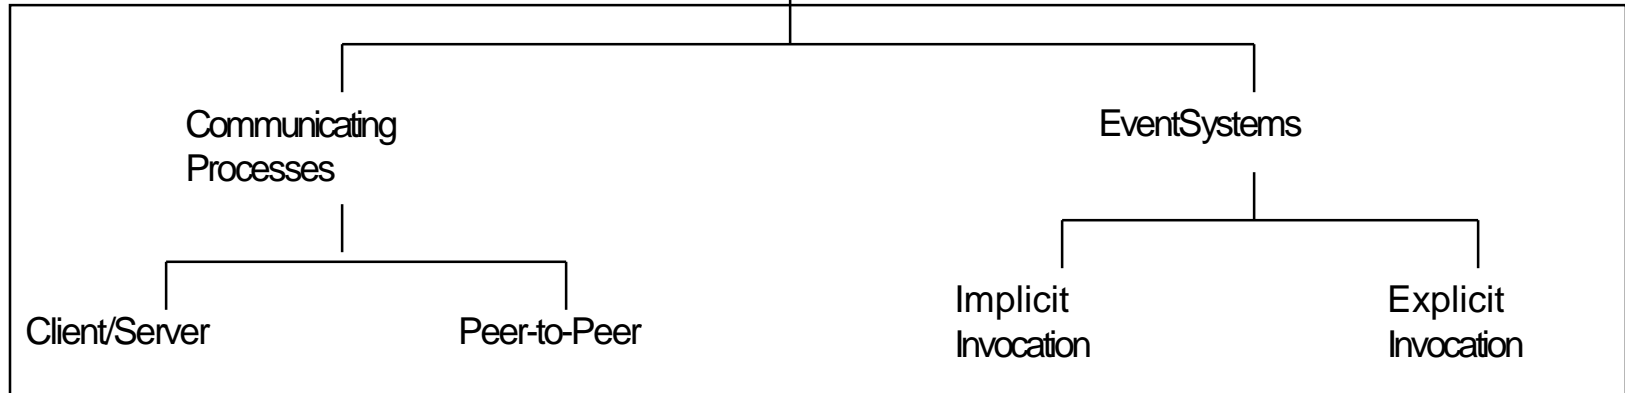 Communicating
Processes
EventSystems
Client/Server
Peer-to-Peer
Implicit
Invocation
Explicit
Invocation